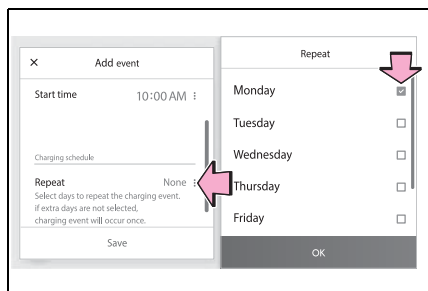 × Add event
Start time 10:00 AM
Charging schedule
Repeat None
Select days to repeat the charging event.
if extra days are not selected,
charging event will occur once.
Save
Repeat
Monday
Tuesday
Wednesday
Thursday
Friday
OK